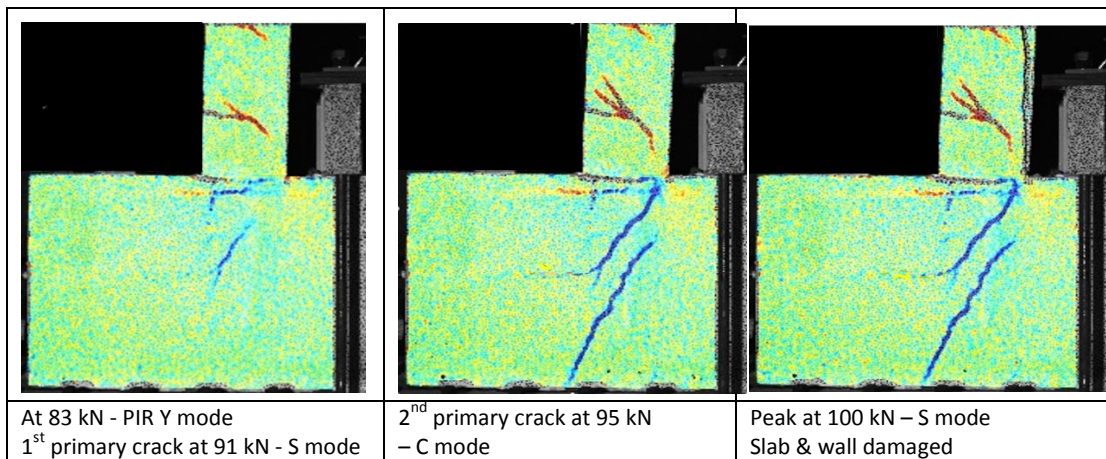 At 83 kN - PIR Y mode
1st primary crack at 91 kN - S mode
2nd primary crack at 95 kN
– C mode
Peak at 100 kN – S mode
Slab & wall damaged